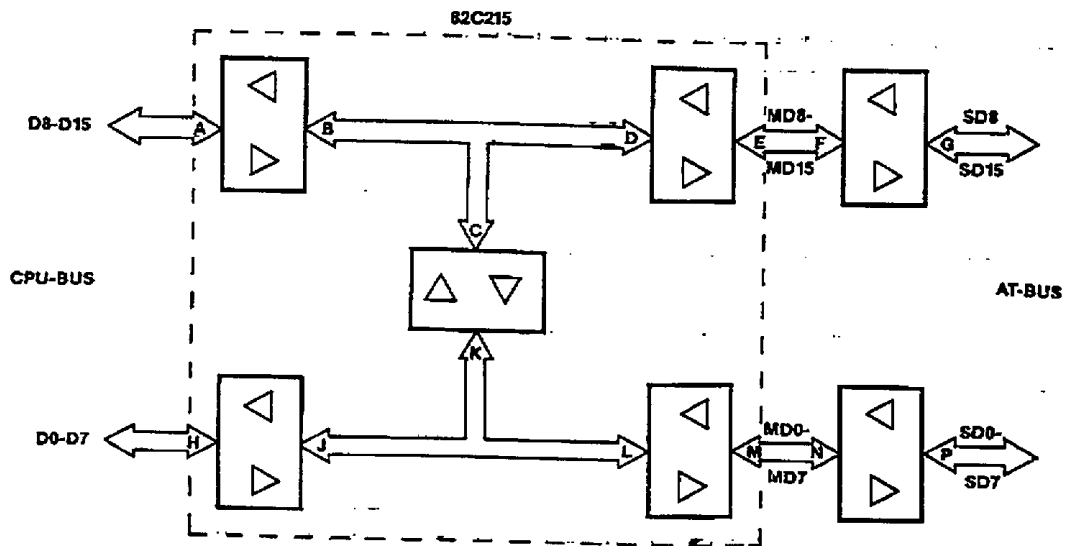 82C215
D8-D15
A
B
D
E
MD8-
MD15
F
G
SD8
SD15
C
CPU-BUS
AT-BUS
K
D0-D7
H
J
L
M
MD0-
MD7
N
P
SD0-
SD7